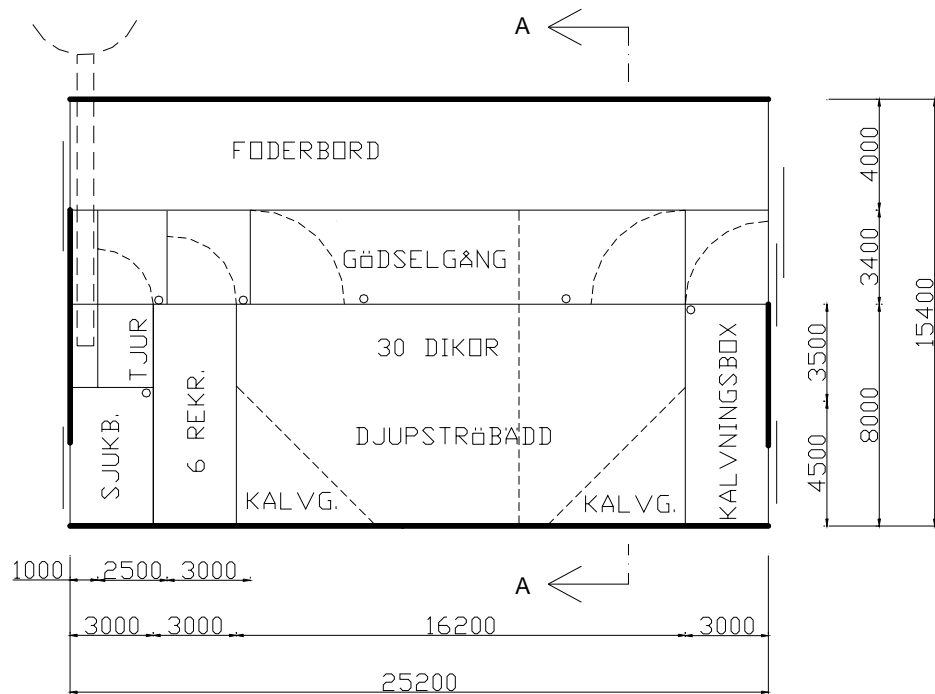 A
FÖDERBORD
4000
GÖDSELGÅNG
3400
15400
TJUR
30 DIKOR
3500
8000
SJUKB.
6 REKR.
DJUPSTRÖBÄDD
KALVNINGSBOX
4500
KALVG.
KALVG.
1000
2500
3000
A
3000
3000
16200
3000
25200